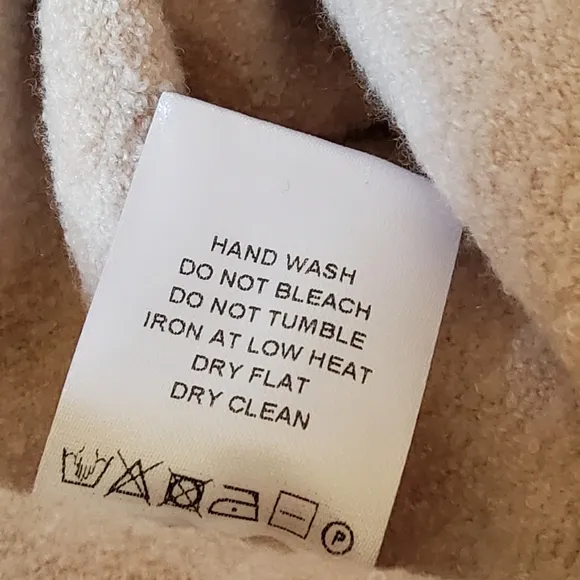 HAND WASH
DO NOT BLEACH
DO NOT TUMBLE
IRON AT LOW HEAT
DRY FLAT
DRY CLEAN
P